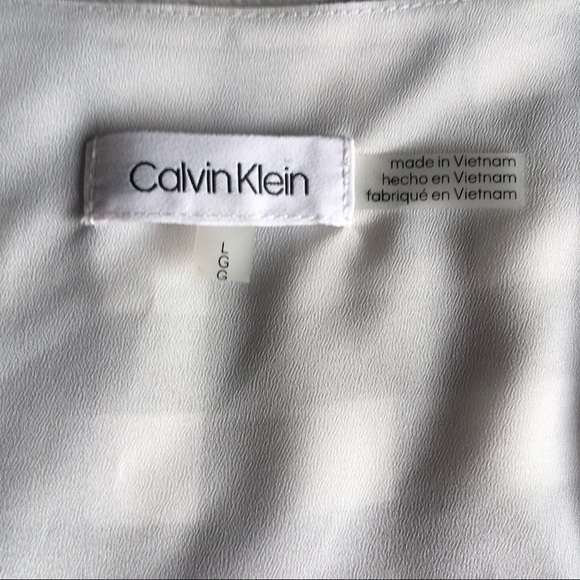 Calvin Klein
made in Vietnam
hecho en Vietnam
fabriqué en Vietnam
L
G
G